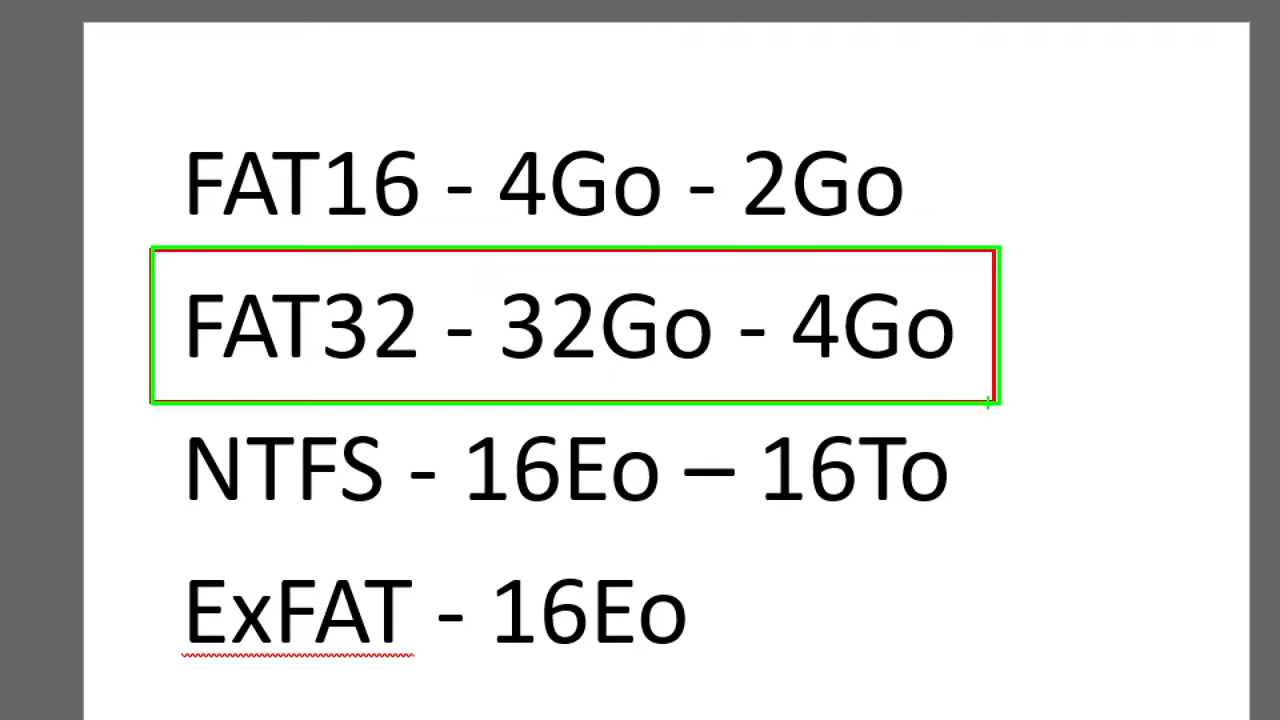 FAT16 - 4Go - 2Go
FAT32 - 32Go - 4Go
NTFS - 16Eo – 16To
ExFAT - 16Eo